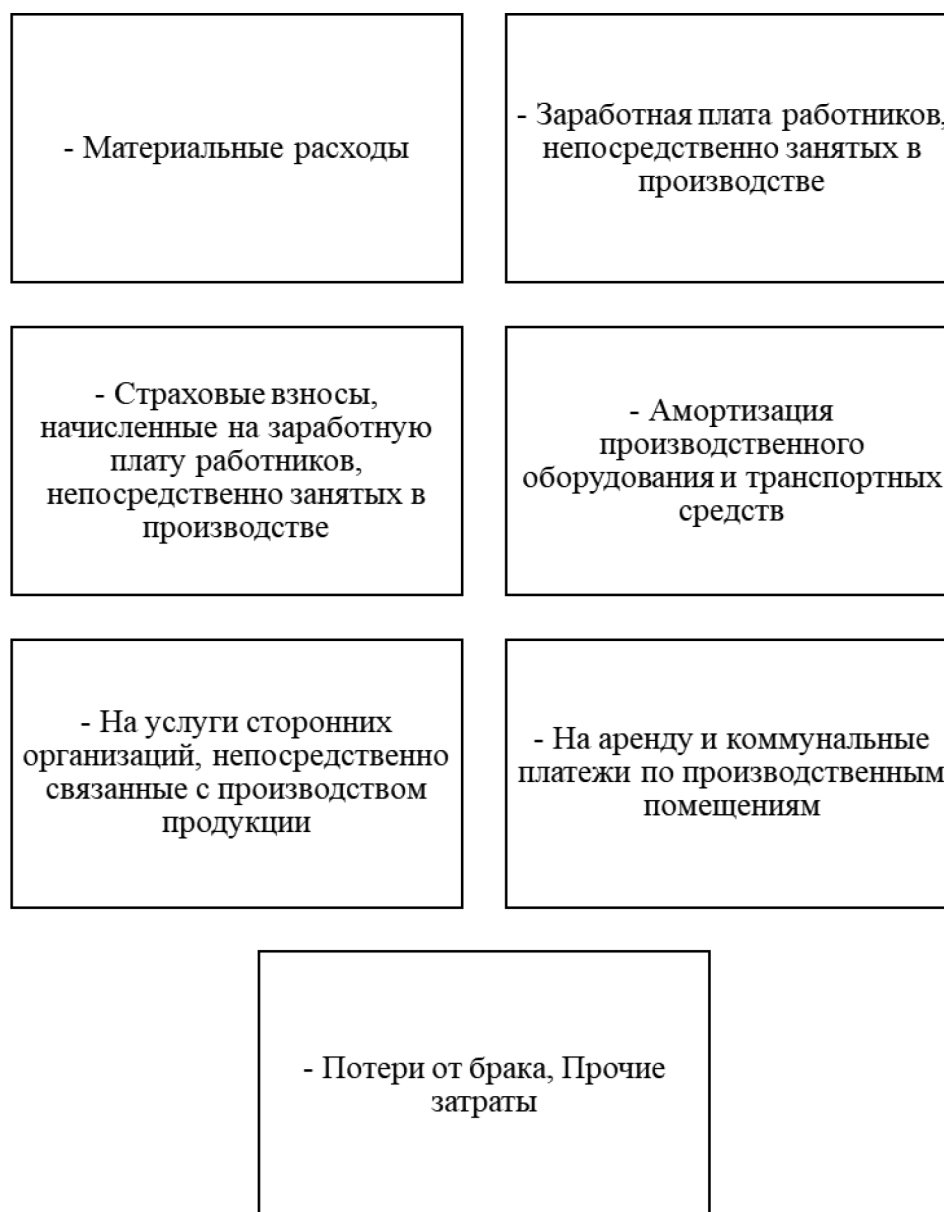 - Материальные расходы
- Заработная плата работников,
непосредственно занятых в
производстве
- Страховые взносы,
начисленные на заработную
плату работников,
непосредственно занятых в
производстве
- Амортизация
производственного
оборудования и транспортных
средств
- На услуги сторонних
организаций, непосредственно
связанные с производством
продукции
- На аренду и коммунальные
платежи по производственным
помещениям
- Потери от брака, Прочие
затраты